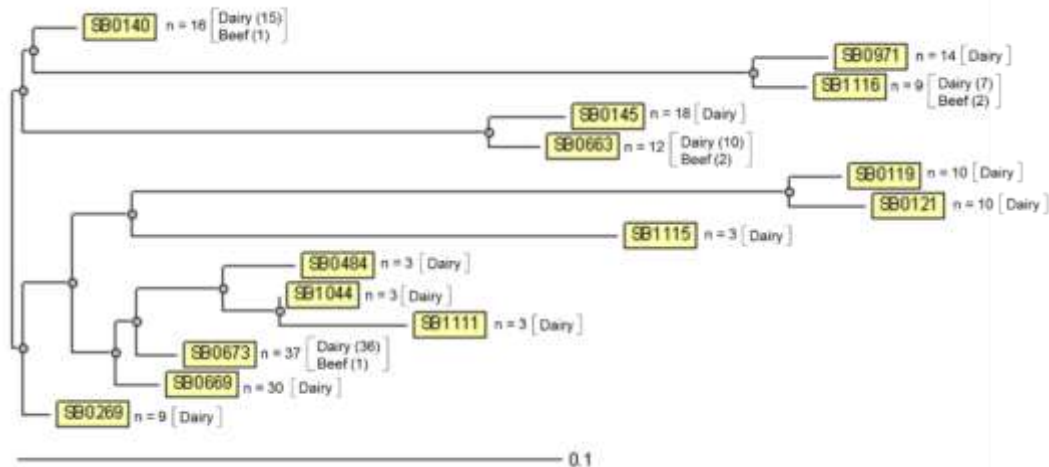 SB0140 n = 16 [Dairy (15)
Beef (1)]
SB0971 n = 14 [Dairy]
SB1116 n = 9 [Dairy (7)
Beef (2)]
SB0145 n = 18 [Dairy]
SB0663 n = 12 [Dairy (10)
Beef (2)]
SB0119 n = 10 [Dairy]
SB0121 n = 10 [Dairy]
SB1115 n = 3 [Dairy]
SB0484 n = 3 [Dairy]
SB1044 n = 3 [Dairy]
SB1111 n = 3 [Dairy]
SB0673 n = 37 [Dairy (36)
Beef (1)]
SB0669 n = 30 [Dairy]
SB0269 n = 9 [Dairy]
0.1